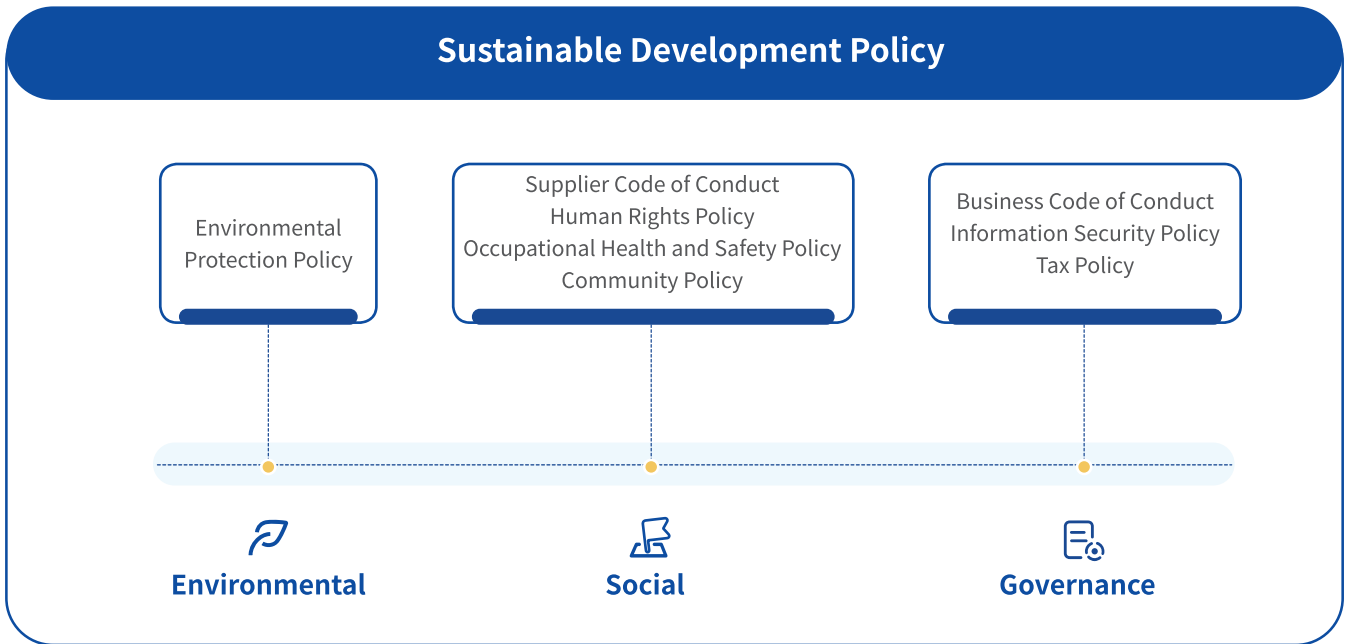 Sustainable Development Policy
Environmental
Protection Policy
Supplier Code of Conduct
Human Rights Policy
Occupational Health and Safety Policy
Community Policy
Business Code of Conduct
Information Security Policy
Tax Policy
Environmental
Social
Governance